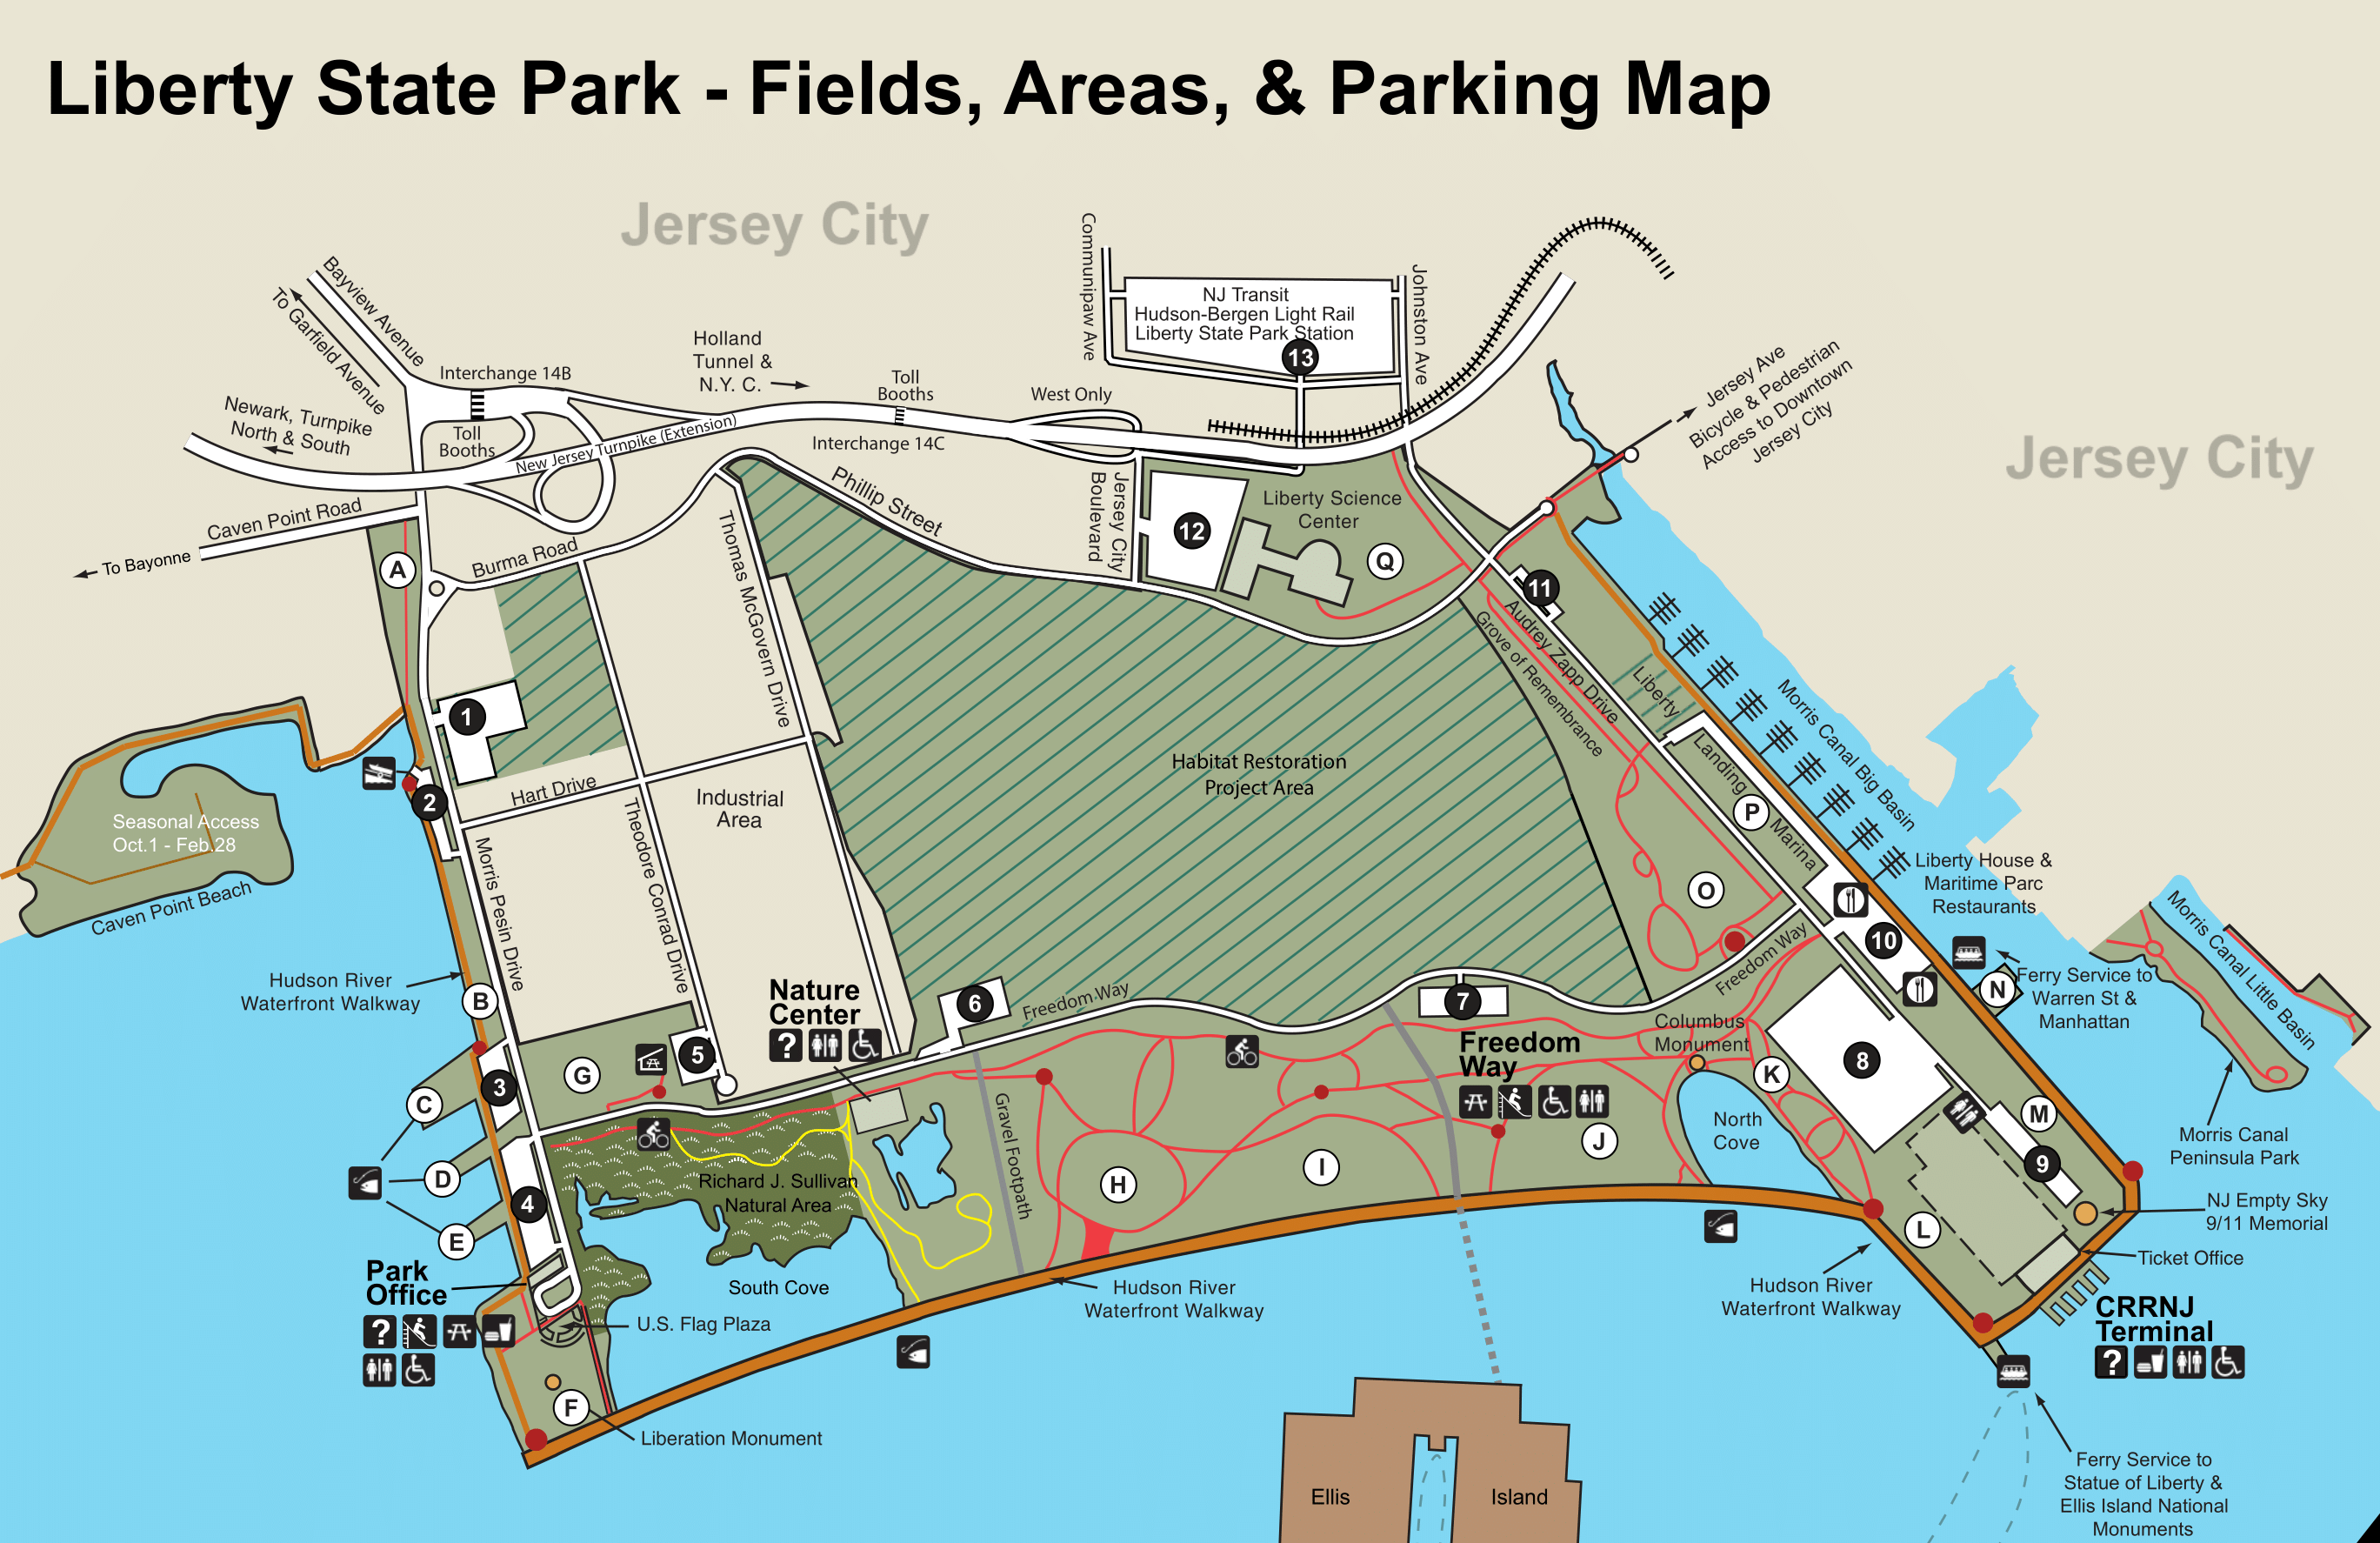 Liberty State Park - Fields, Areas, & Parking Map
Jersey City
Jersey City
Bayview Avenue
To Garfield Avenue
Newark, Turnpike
North & South
Interchange 14B
Toll
Booths
Holland
Tunnel &
N.Y. C.
Toll
Booths
Interchange 14C
New Jersey Turnpike (Extension)
West Only
Communipaw Ave
NJ Transit
Hudson-Bergen Light Rail
Liberty State Park Station
13
Johnston Ave
Jersey Ave
Bicycle & Pedestrian
Access to Downtown
Jersey City
Caven Point Road
To Bayonne
Burma Road
Phillip Street
Jersey City
Boulevard
12
Liberty Science
Center
Q
A
11
Thomas McGovern Drive
Audrey Zapp Drive
Grove of Remembrance
Liberty
Landing
Marina
Morris Canal Big Basin
1
2
Hart Drive
Industrial
Area
Theodore Conrad Drive
Morris Pesin Drive
Habitat Restoration
Project Area
Seasonal Access
Oct.1 - Feb.28
Caven Point Beach
P
O
Liberty House &
Maritime Parc
Restaurants
10
Hudson River
Waterfront Walkway
B
Nature
Center
?
6
Freedom Way
7
Freedom
Way
Freedom Way
Columbus
Monument
Ferry Service to
Warren St &
Manhattan
N
Morris Canal Little Basin
5
G
3
C
D
4
E
K
8
North
Cove
M
9
Morris Canal
Peninsula Park
Gravel Footpath
H
I
J
L
Richard J. Sullivan
Natural Area
South Cove
NJ Empty Sky
9/11 Memorial
Ticket Office
Park
Office
?
U.S. Flag Plaza
Hudson River
Waterfront Walkway
Hudson River
Waterfront Walkway
CRRNJ
Terminal
?
F
Liberation Monument
Ellis
Island
Ferry Service to
Statue of Liberty &
Ellis Island National
Monuments